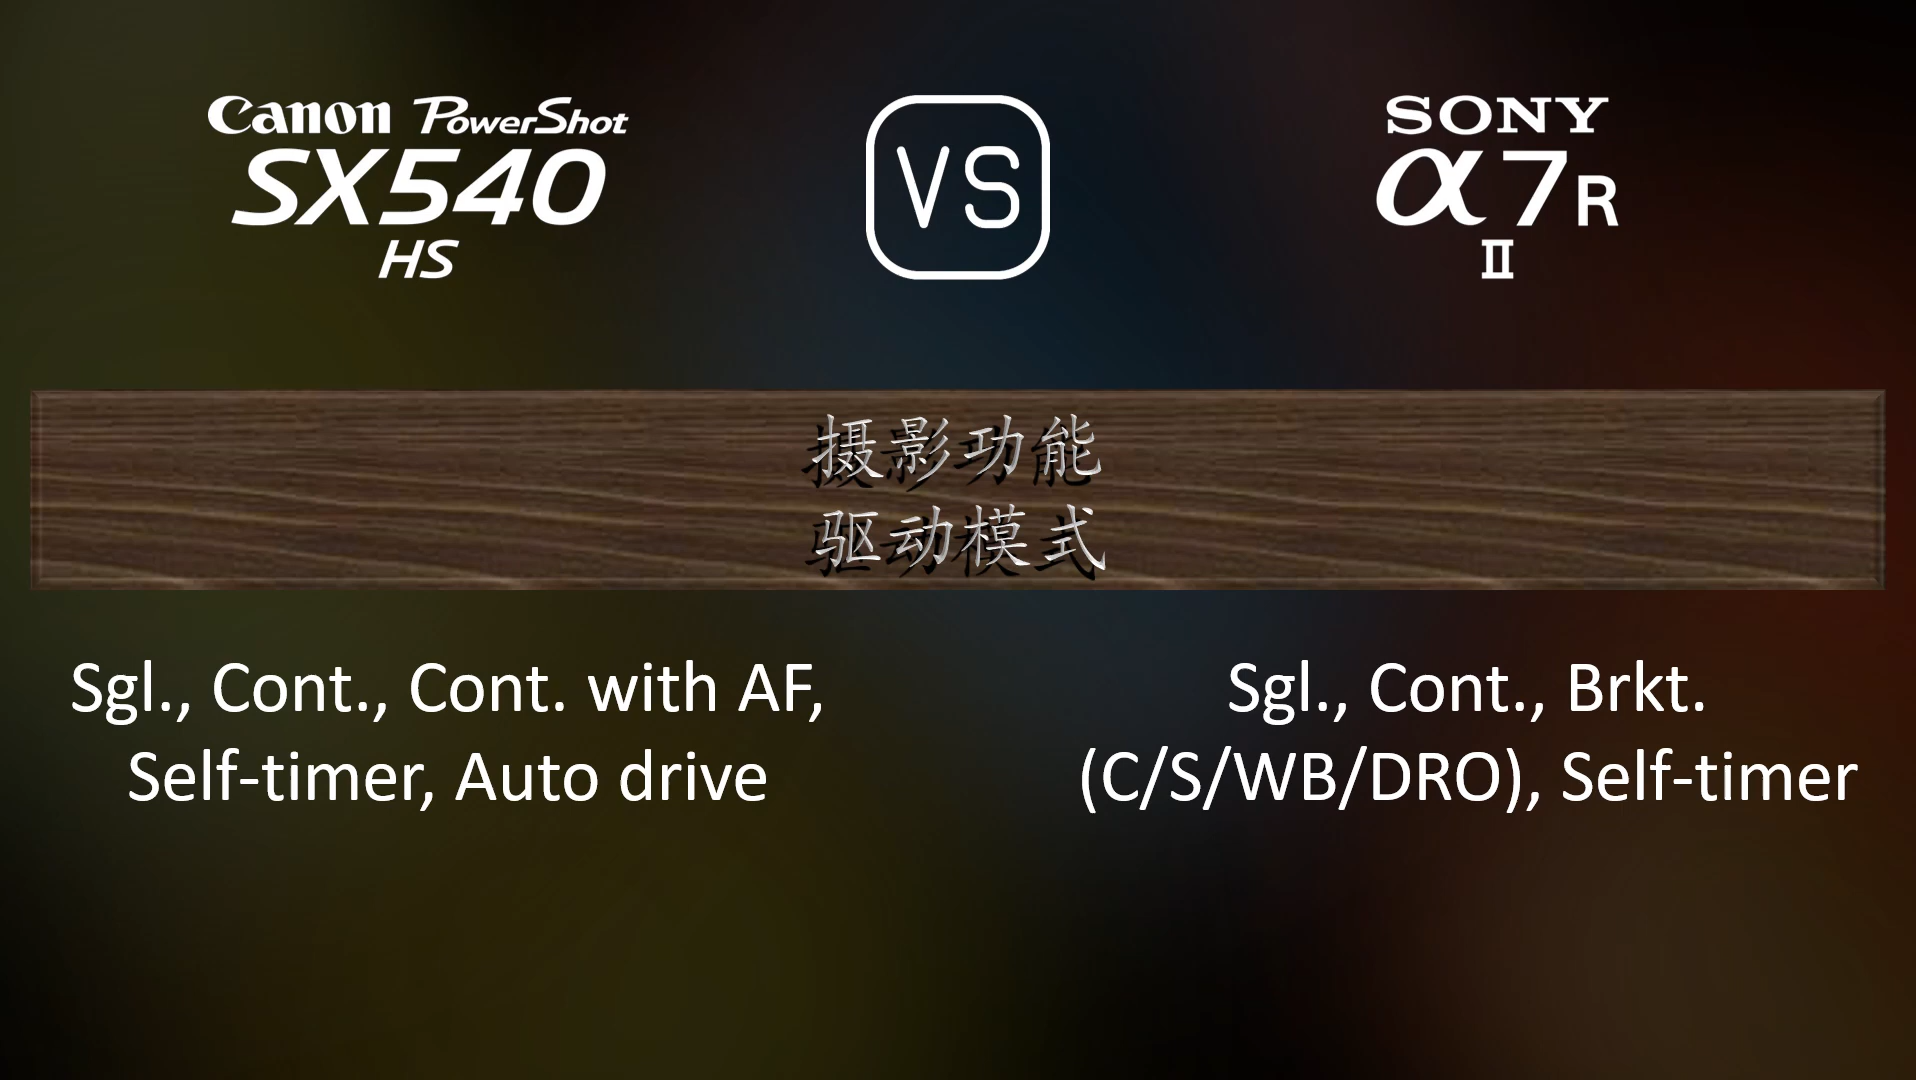 Canon PowerShot
SX540
HS
VS
SONY
α7R
II
摄影功能
驱动模式
Sgl., Cont., Cont. with AF,
Self-timer, Auto drive
Sgl., Cont., Brkt.
(C/S/WB/DRO), Self-timer